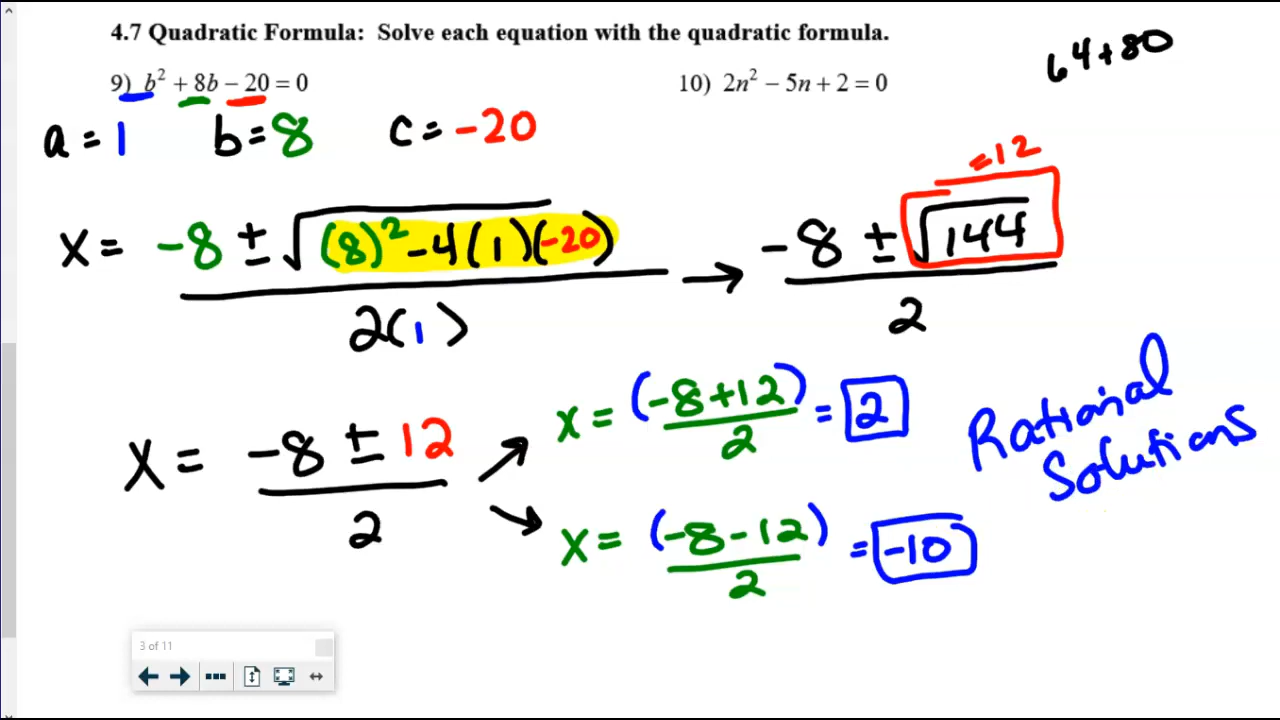 4.7 Quadratic Formula: Solve each equation with the quadratic formula.
64+80
9) b² + 8b − 20 = 0
10) 2n² − 5n + 2 = 0
a = 1 b = 8 c = -20
=12
x = -8 ± √(8)² -4(1)(-20) / 2(1) → -8 ± √144 / 2
x = -8 ± 12 / 2
x = (-8+12) / 2 = 2
x = (-8-12) / 2 = -10
Rational
Solutions
3 of 11